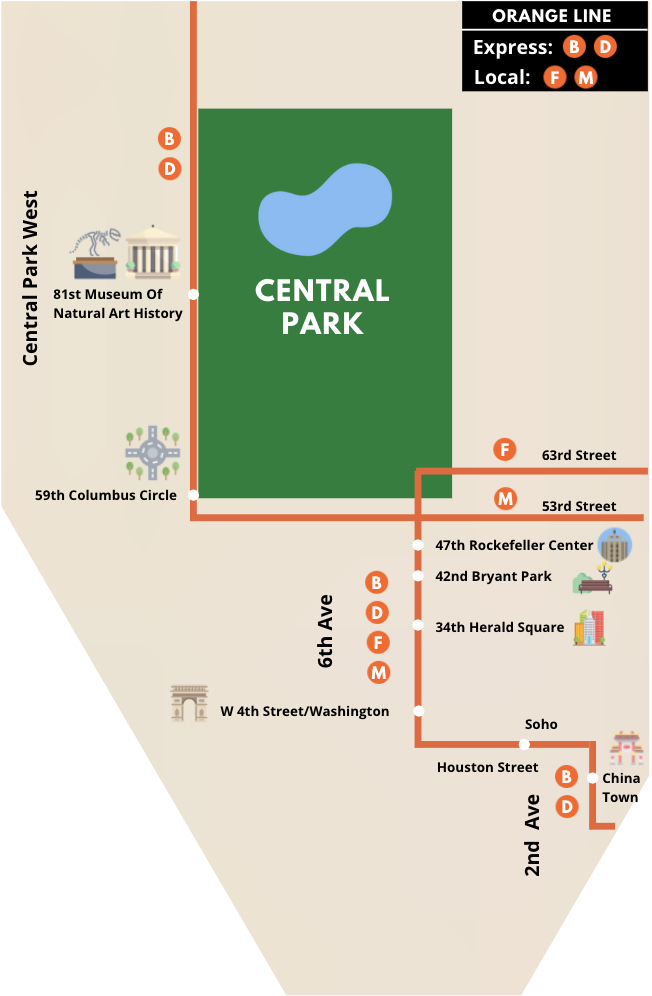 ORANGE LINE
Express: B D
Local: F M
B
D
Central Park West
81st Museum Of
Natural Art History
CENTRAL
PARK
59th Columbus Circle
F
63rd Street
M
53rd Street
47th Rockefeller Center
42nd Bryant Park
34th Herald Square
6th Ave
B
D
F
M
W 4th Street/Washington
Soho
Houston Street
B
D
China
Town
2nd Ave